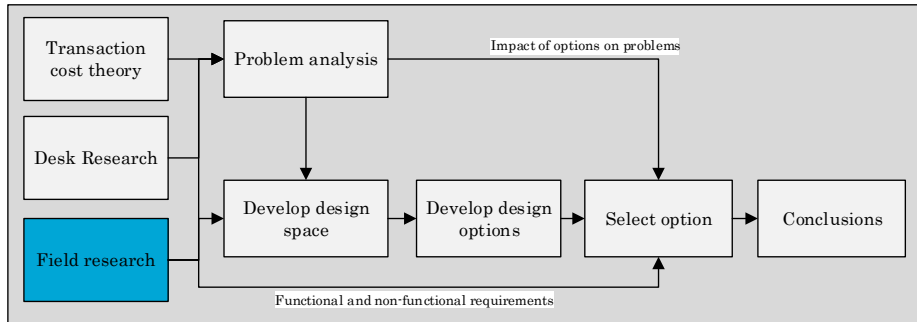 Transaction
cost theory
Problem analysis
Impact of options on problems
Desk Research
Field research
Develop design
space
Develop design
options
Select option
Conclusions
Functional and non-functional requirements